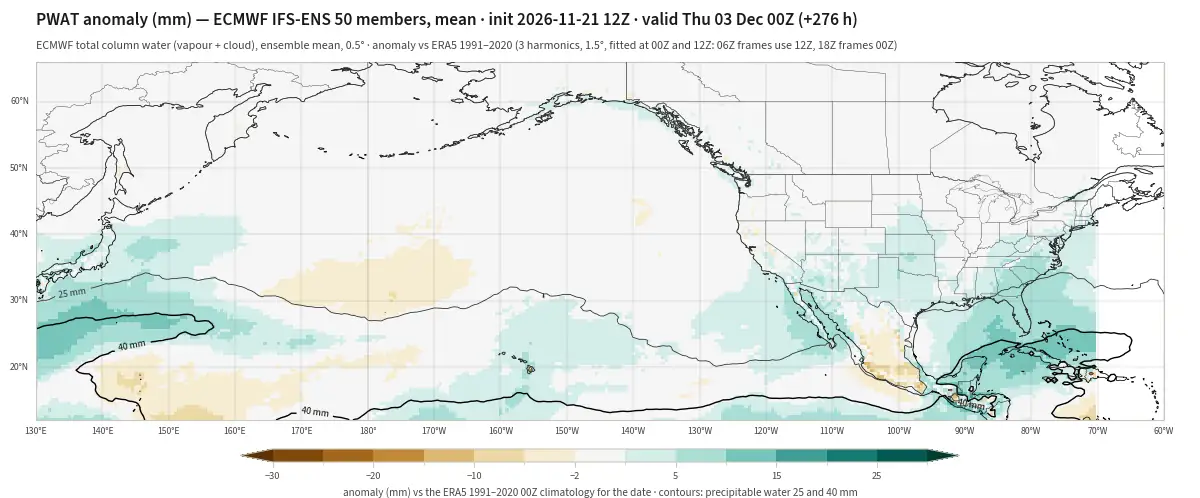 PWAT anomaly (mm) — ECMWF IFS-ENS 50 members, mean · init 2026-11-21 12Z · valid Thu 03 Dec 00Z (+276 h)
ECMWF total column water (vapour + cloud), ensemble mean, 0.5° · anomaly vs ERA5 1991–2020 (3 harmonics, 1.5°, fitted at 00Z and 12Z: 06Z frames use 12Z, 18Z frames 00Z)
60°N
50°N
40°N
30°N
20°N
25 mm
40 mm
40 mm
40 mm
130°E 140°E 150°E 160°E 170°E 180° 170°W 160°W 150°W 140°W 130°W 120°W 110°W 100°W 90°W 80°W 70°W 60°W
−30 −20 −10 −2 5 15 25
anomaly (mm) vs the ERA5 1991–2020 00Z climatology for the date · contours: precipitable water 25 and 40 mm